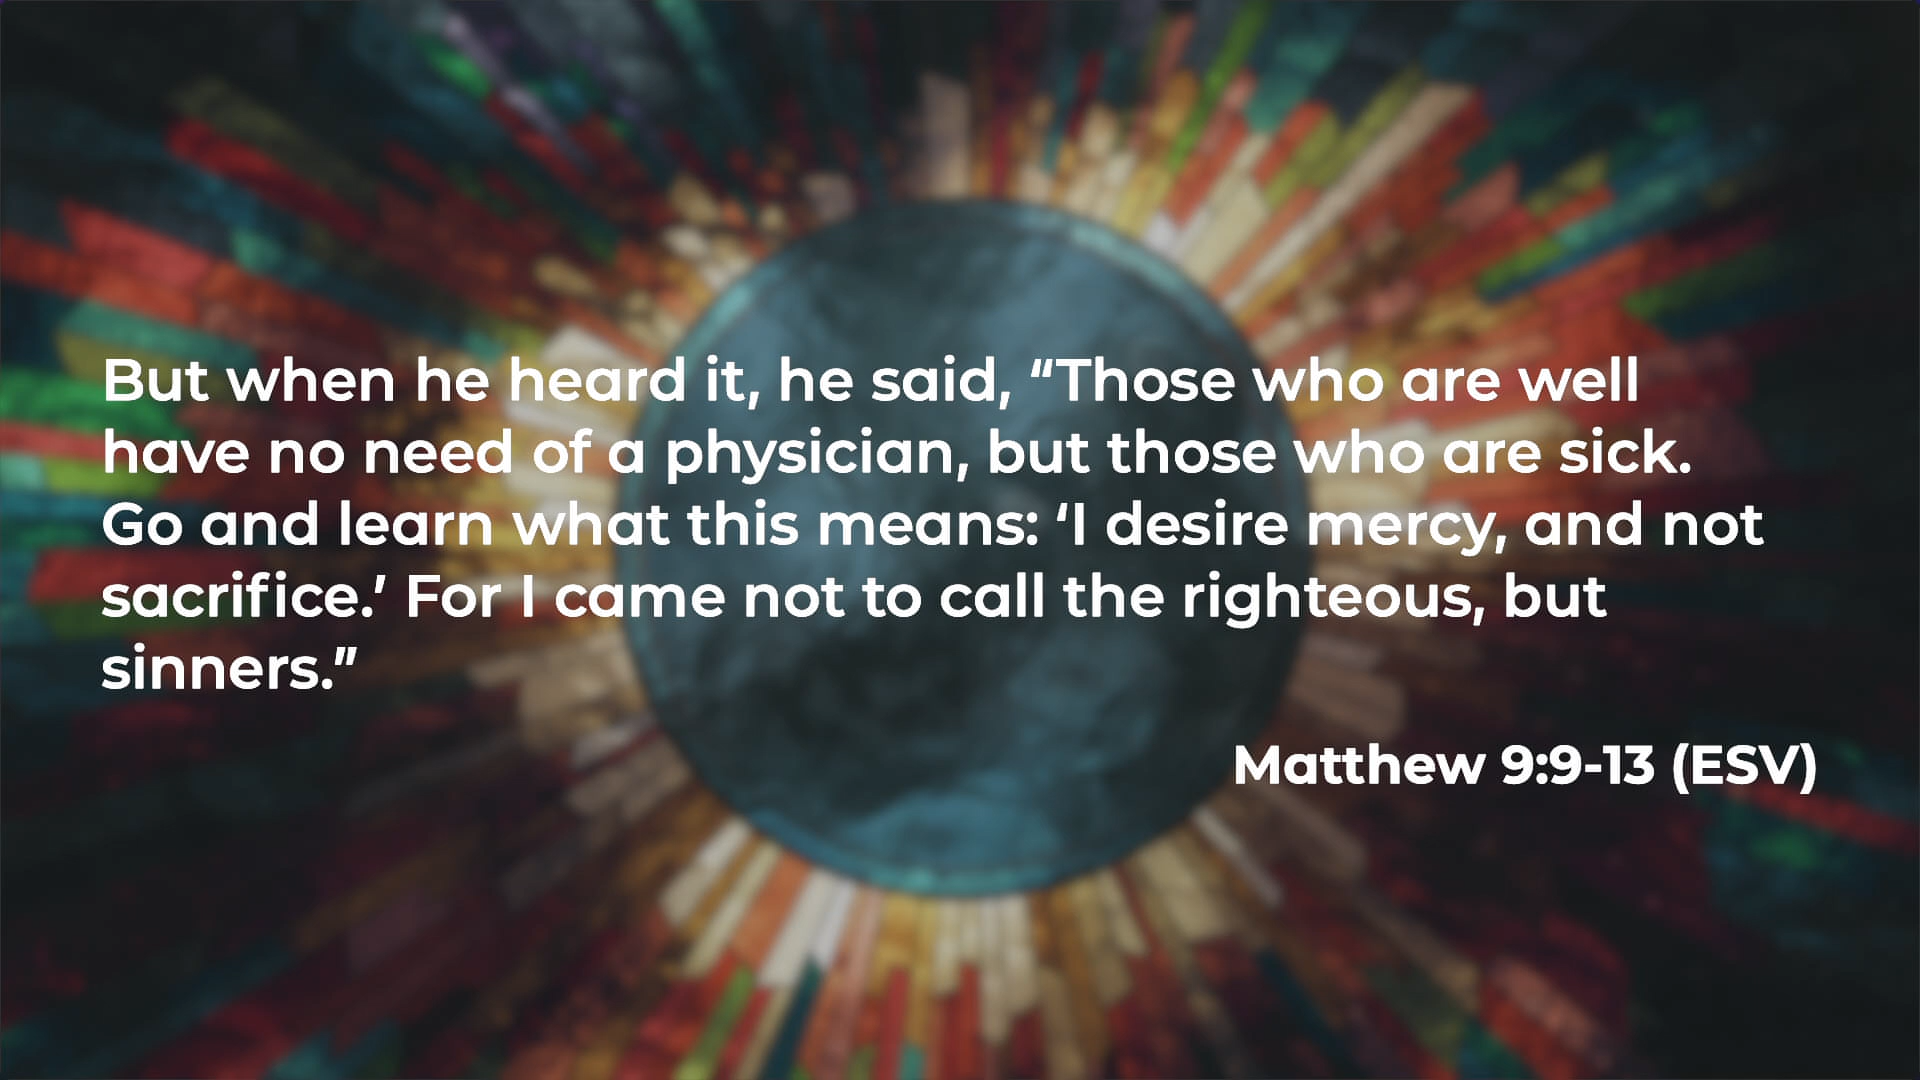 But when he heard it, he said, “Those who are well
have no need of a physician, but those who are sick.
Go and learn what this means: ‘I desire mercy, and not
sacrifice.’ For I came not to call the righteous, but
sinners.”
Matthew 9:9-13 (ESV)